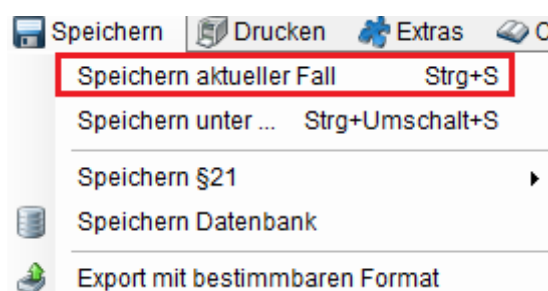 Speichern Drucken Extras
Speichern aktueller Fall Strg+S
Speichern unter ... Strg+Umschalt+S
Speichern §21
Speichern Datenbank
Export mit bestimmbaren Format